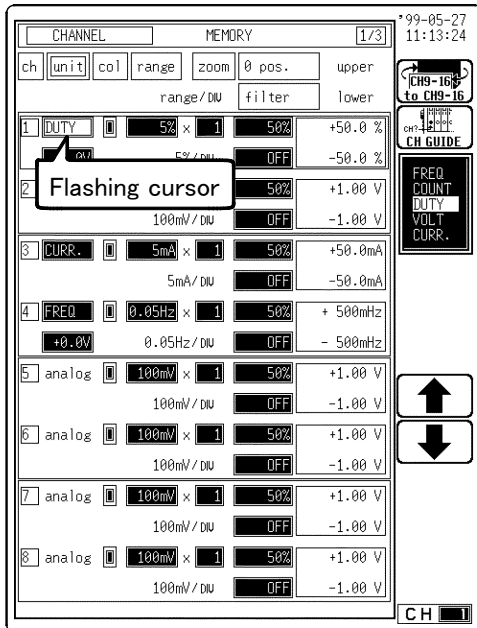 '99-05-27
CHANNEL MEMORY 1/3 11:13:24
ch unit col range zoom 0 pos. upper
range/DIV filter lower
CH9-16
to CH9-16
CH?
CH GUIDE
1 DUTY 5% × 1 50% +50.0 %
0V 5%/DIV OFF -50.0 %
Flashing cursor
2 50% +1.00 V
100mV/DIV OFF -1.00 V
FREQ
COUNT
DUTY
VOLT
CURR.
3 CURR. 5mA × 1 50% +50.0mA
5mA/DIV OFF -50.0mA
4 FREQ 0.05Hz × 1 50% + 500mHz
+0.0V 0.05Hz/DIV OFF - 500mHz
5 analog 100mV × 1 50% +1.00 V
100mV/DIV OFF -1.00 V
6 analog 100mV × 1 50% +1.00 V
100mV/DIV OFF -1.00 V
7 analog 100mV × 1 50% +1.00 V
100mV/DIV OFF -1.00 V
8 analog 100mV × 1 50% +1.00 V
100mV/DIV OFF -1.00 V
CH 1